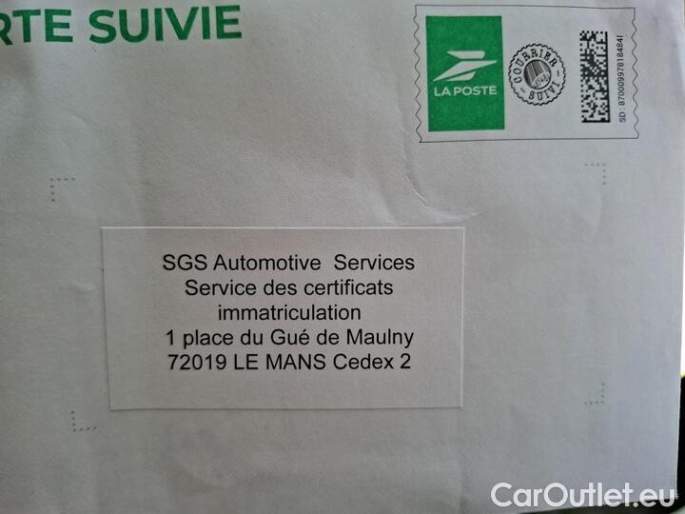 RTE SUIVIE
LA POSTE
COURRIER
SUIVI
SD: 87000997818484I
SGS Automotive Services
Service des certificats
immatriculation
1 place du Gué de Maulny
72019 LE MANS Cedex 2
CarOutlet.eu